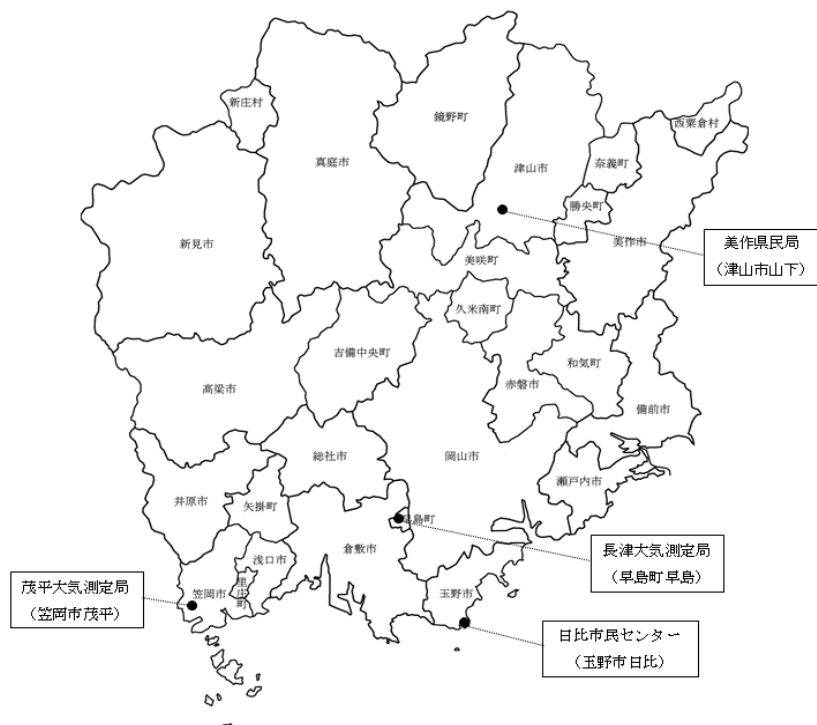 新庄村
鏡野町
西粟倉村
真庭市
津山市
奈義町
勝央町
新見市
美作市
美作県民局
（津山市山下）
美咲町
久米南町
吉備中央町
和気町
赤磐市
高梁市
備前市
総社市
岡山市
瀬戸内市
井原市
矢掛町
早島町
倉敷市
浅口市
長津大気測定局
（早島町早島）
里庄町
笠岡市
玉野市
茂平大気測定局
（笠岡市茂平）
日比市民センター
（玉野市日比）